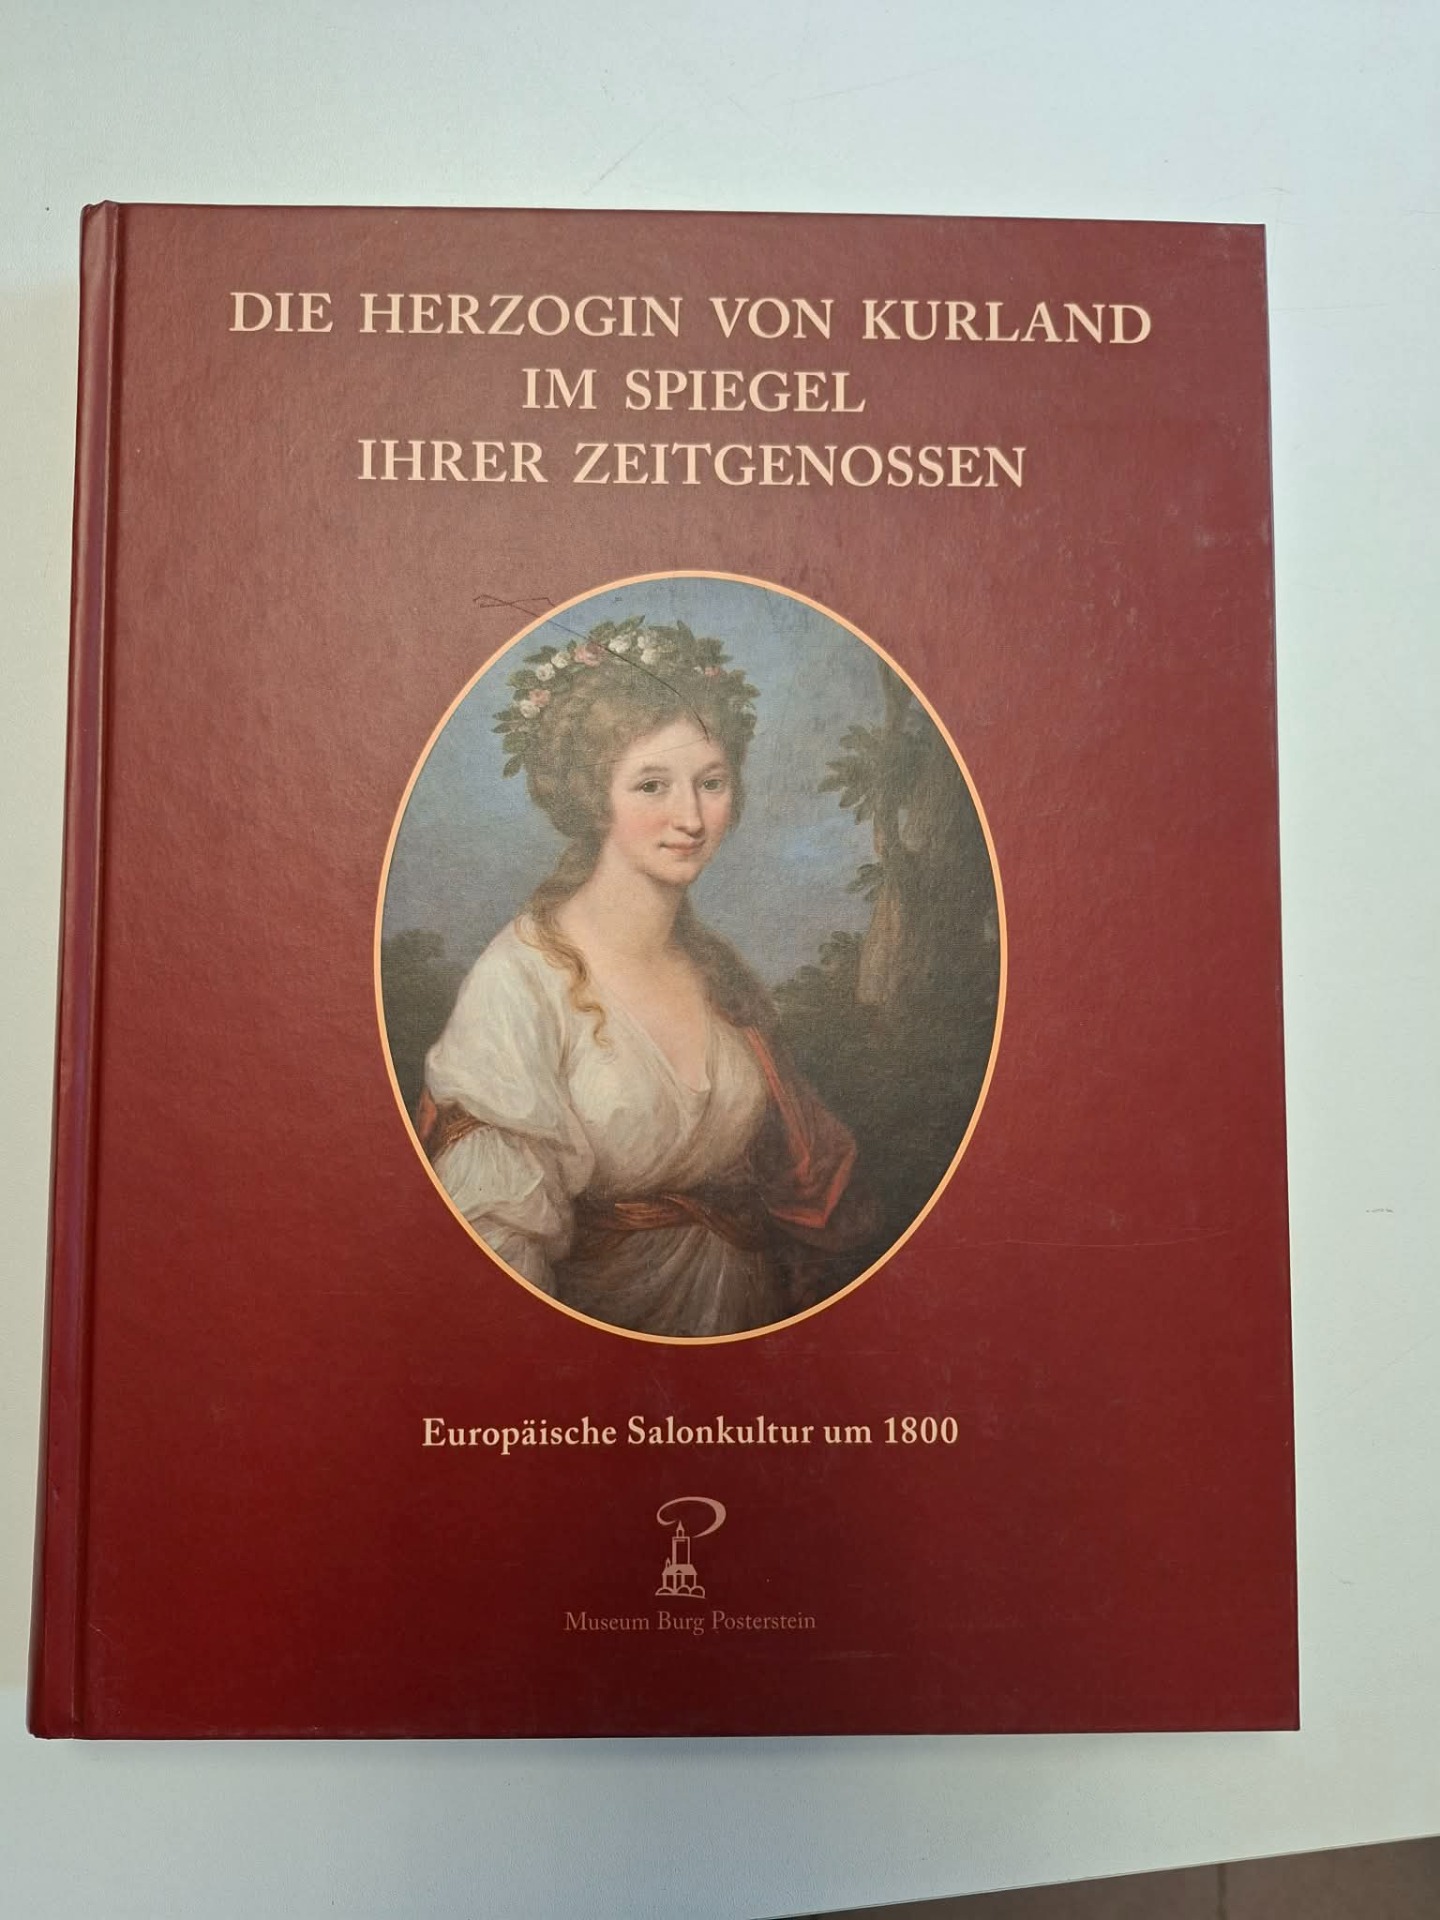 DIE HERZOGIN VON KURLAND
IM SPIEGEL
IHRER ZEITGENOSSEN
Europäische Salonkultur um 1800
Museum Burg Posterstein